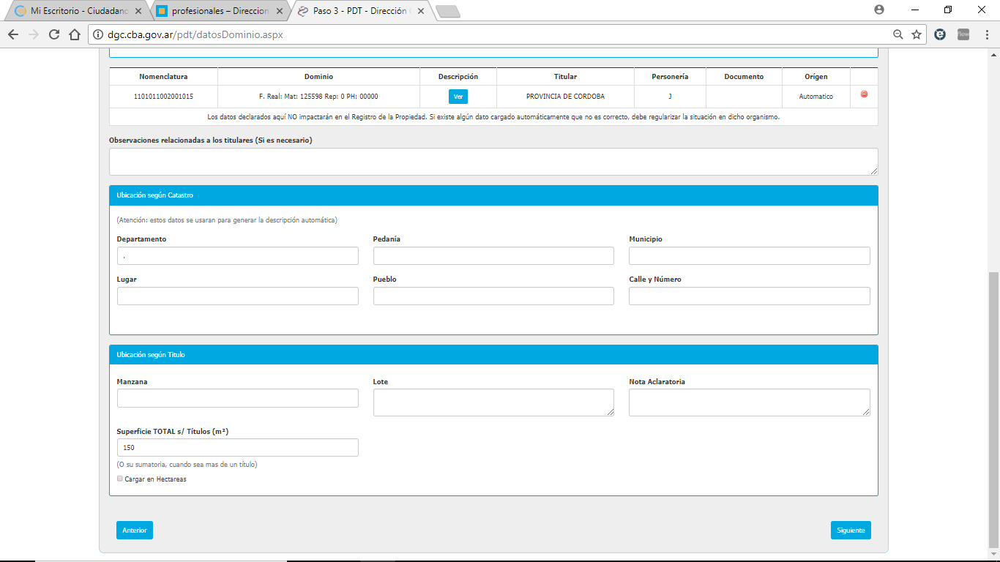 Mi Escritorio - Ciudadano
profesionales – Direccion
Paso 3 - PDT - Dirección
dgc.cba.gov.ar/pdt/datosDominio.aspx
Nomenclatura Dominio Descripción Titular Personería Documento Orígen
1101011002001015 F. Real: Mat: 125598 Rep: 0 PH: 00000 Ver PROVINCIA DE CORDOBA J Automatico
Los datos declarados aquí NO impactarán en el Registro de la Propiedad. Si existe algún dato cargado automáticamente que no es correcto, debe regularizar la situación en dicho organismo.
Observaciones relacionadas a los titulares (Si es necesario)
Ubicación según Catastro
(Atención: estos datos se usaran para generar la descripción automática)
Departamento Pedanía Municipio
,
Lugar Pueblo Calle y Número
Ubicación según Titulo
Manzana Lote Nota Aclaratoria
Superficie TOTAL s/ Títulos (m²)
150
(O su sumatoria, cuando sea mas de un título)
Cargar en Hectareas
Anterior Siguiente